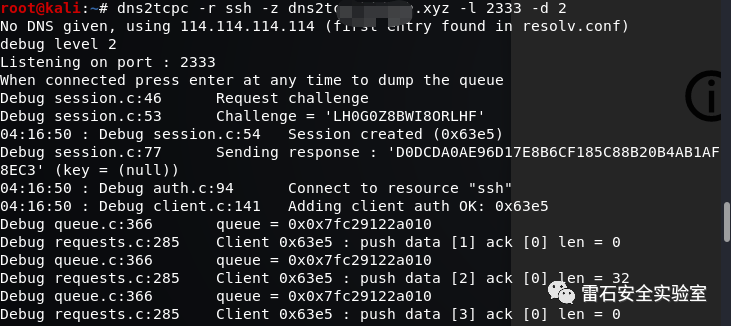 root@kali:~# dns2tcpc -r ssh -z dns2tc .xyz -l 2333 -d 2
No DNS given, using 114.114.114.114 (first entry found in resolv.conf)
debug level 2
Listening on port : 2333
When connected press enter at any time to dump the queue
Debug session.c:46 Request challenge
Debug session.c:53 Challenge = 'LH0G0Z8BWI8ORLHF'
04:16:50 : Debug session.c:54 Session created (0x63e5)
Debug session.c:77 Sending response : 'D0DCDA0AE96D17E8B6CF185C88B20B4AB1AF
8EC3' (key = (null))
04:16:50 : Debug auth.c:94 Connect to resource "ssh"
04:16:50 : Debug client.c:141 Adding client auth OK: 0x63e5
Debug queue.c:366 queue = 0x0x7fc29122a010
Debug requests.c:285 Client 0x63e5 : push data [1] ack [0] len = 0
Debug queue.c:366 queue = 0x0x7fc29122a010
Debug requests.c:285 Client 0x63e5 : push data [2] ack [0] len = 32
Debug queue.c:366 queue = 0x0x7fc29122a010
Debug requests.c:285 Client 0x63e5 : push data [3] ack [0] len = 0
雷石安全实验室